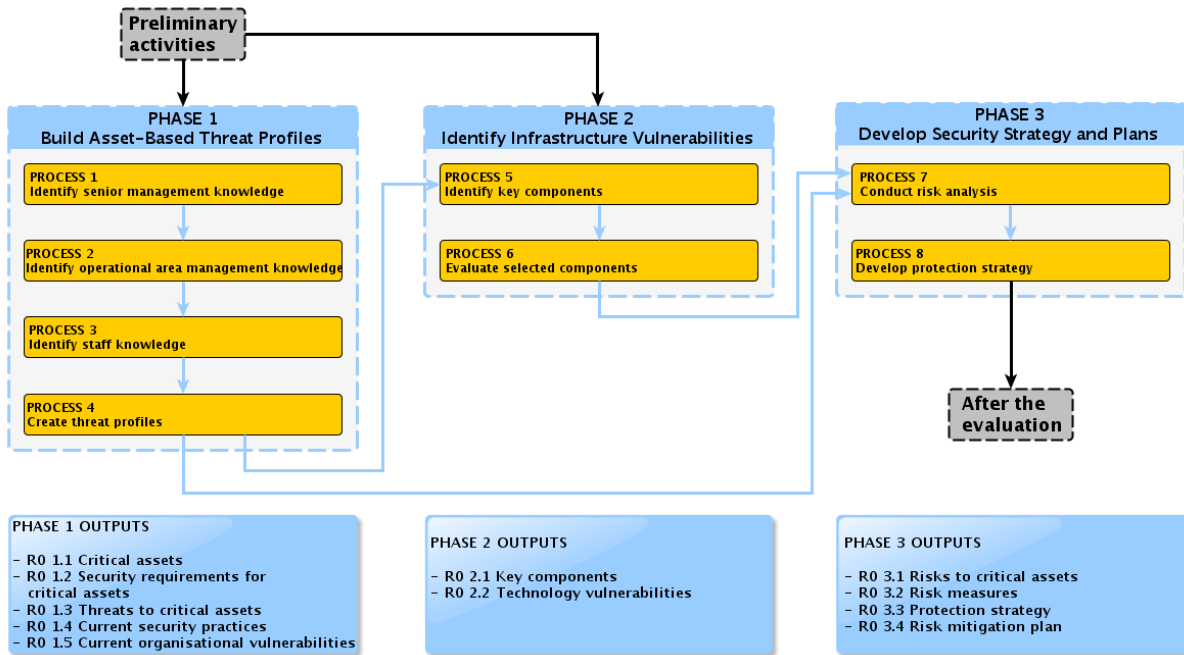 Preliminary
activities
PHASE 1
Build Asset-Based Threat Profiles
PROCESS 1
Identify senior management knowledge
PROCESS 2
Identify operational area management knowledge
PROCESS 3
Identify staff knowledge
PROCESS 4
Create threat profiles
PHASE 2
Identify Infrastructure Vulnerabilities
PROCESS 5
Identify key components
PROCESS 6
Evaluate selected components
PHASE 3
Develop Security Strategy and Plans
PROCESS 7
Conduct risk analysis
PROCESS 8
Develop protection strategy
After the
evaluation
PHASE 1 OUTPUTS
- R0 1.1 Critical assets
- R0 1.2 Security requirements for
critical assets
- R0 1.3 Threats to critical assets
- R0 1.4 Current security practices
- R0 1.5 Current organisational vulnerabilities
PHASE 2 OUTPUTS
- R0 2.1 Key components
- R0 2.2 Technology vulnerabilities
PHASE 3 OUTPUTS
- R0 3.1 Risks to critical assets
- R0 3.2 Risk measures
- R0 3.3 Protection strategy
- R0 3.4 Risk mitigation plan